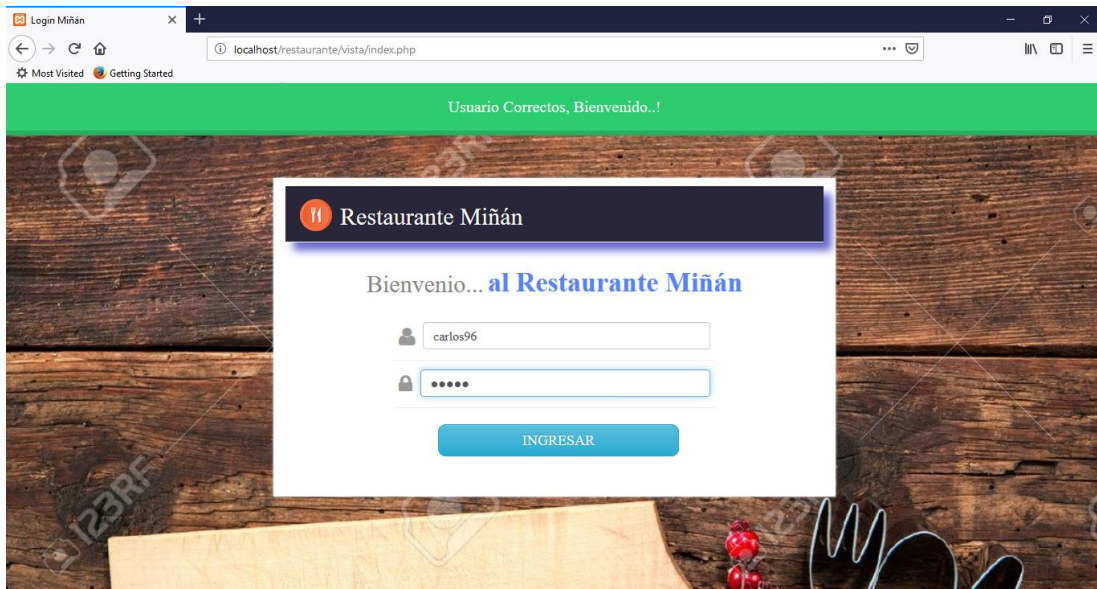 Login Miñán
localhost/restaurante/vista/index.php
Most Visited
Getting Started
Usuario Correctos, Bienvenido..!
Restaurante Miñán
Bienvenio... al Restaurante Miñán
carlos96
INGRESAR
123RF
123RF
123RF